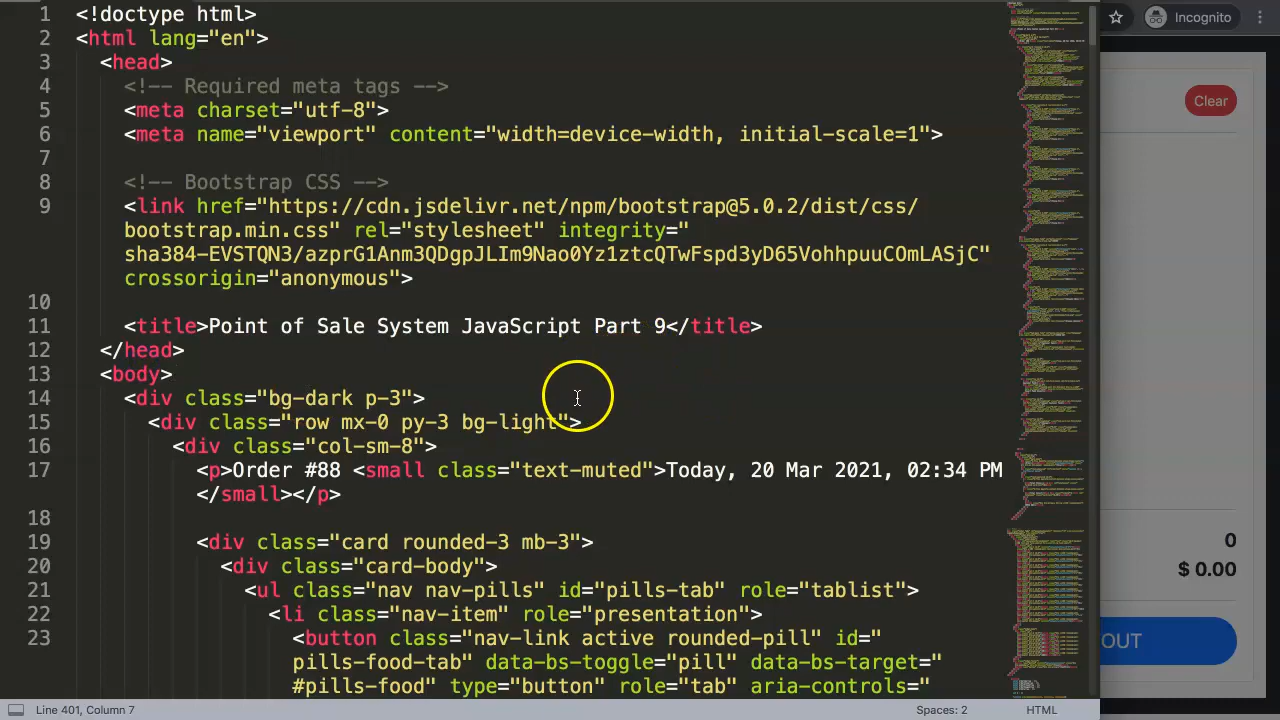 1 <!doctype html>
2 <html lang="en">
3 <head>
4 <!-- Required meta tags -->
5 <meta charset="utf-8">
6 <meta name="viewport" content="width=device-width, initial-scale=1">
7
8 <!-- Bootstrap CSS -->
9 <link href="https://cdn.jsdelivr.net/npm/bootstrap@5.0.2/dist/css/
bootstrap.min.css" rel="stylesheet" integrity="
crossorigin="anonymous">
10
11 <title>Point of Sale System JavaScript Part 9</title>
12 </head>
13 <body>
14 <div class="bg-dark p-3">
15 <div class="row mx-0 py-3 bg-light">
16 <div class="col-sm-8">
17 <p>Order #88 <small class="text-muted">Today, 20 Mar 2021, 02:34 PM
</small></p>
18
19 <div class="card rounded-3 mb-3">
20 <div class="card-body">
21 <ul class="nav nav-pills" id="pills-tab" role="tablist">
22 <li class="nav-item" role="presentation">
23 <button class="nav-link active rounded-pill" id="
pills-food-tab" data-bs-toggle="pill" data-bs-target="
#pills-food" type="button" role="tab" aria-controls="
Line 401, Column 7
Spaces: 2
HTML
Incognito
Clear
0
$ 0.00
OUT